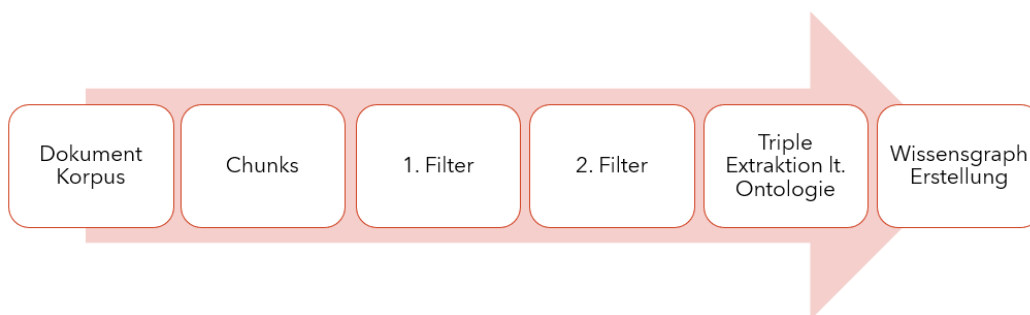 Dokument
Korpus
Chunks
1. Filter
2. Filter
Triple
Extraktion lt.
Ontologie
Wissensgraph
Erstellung